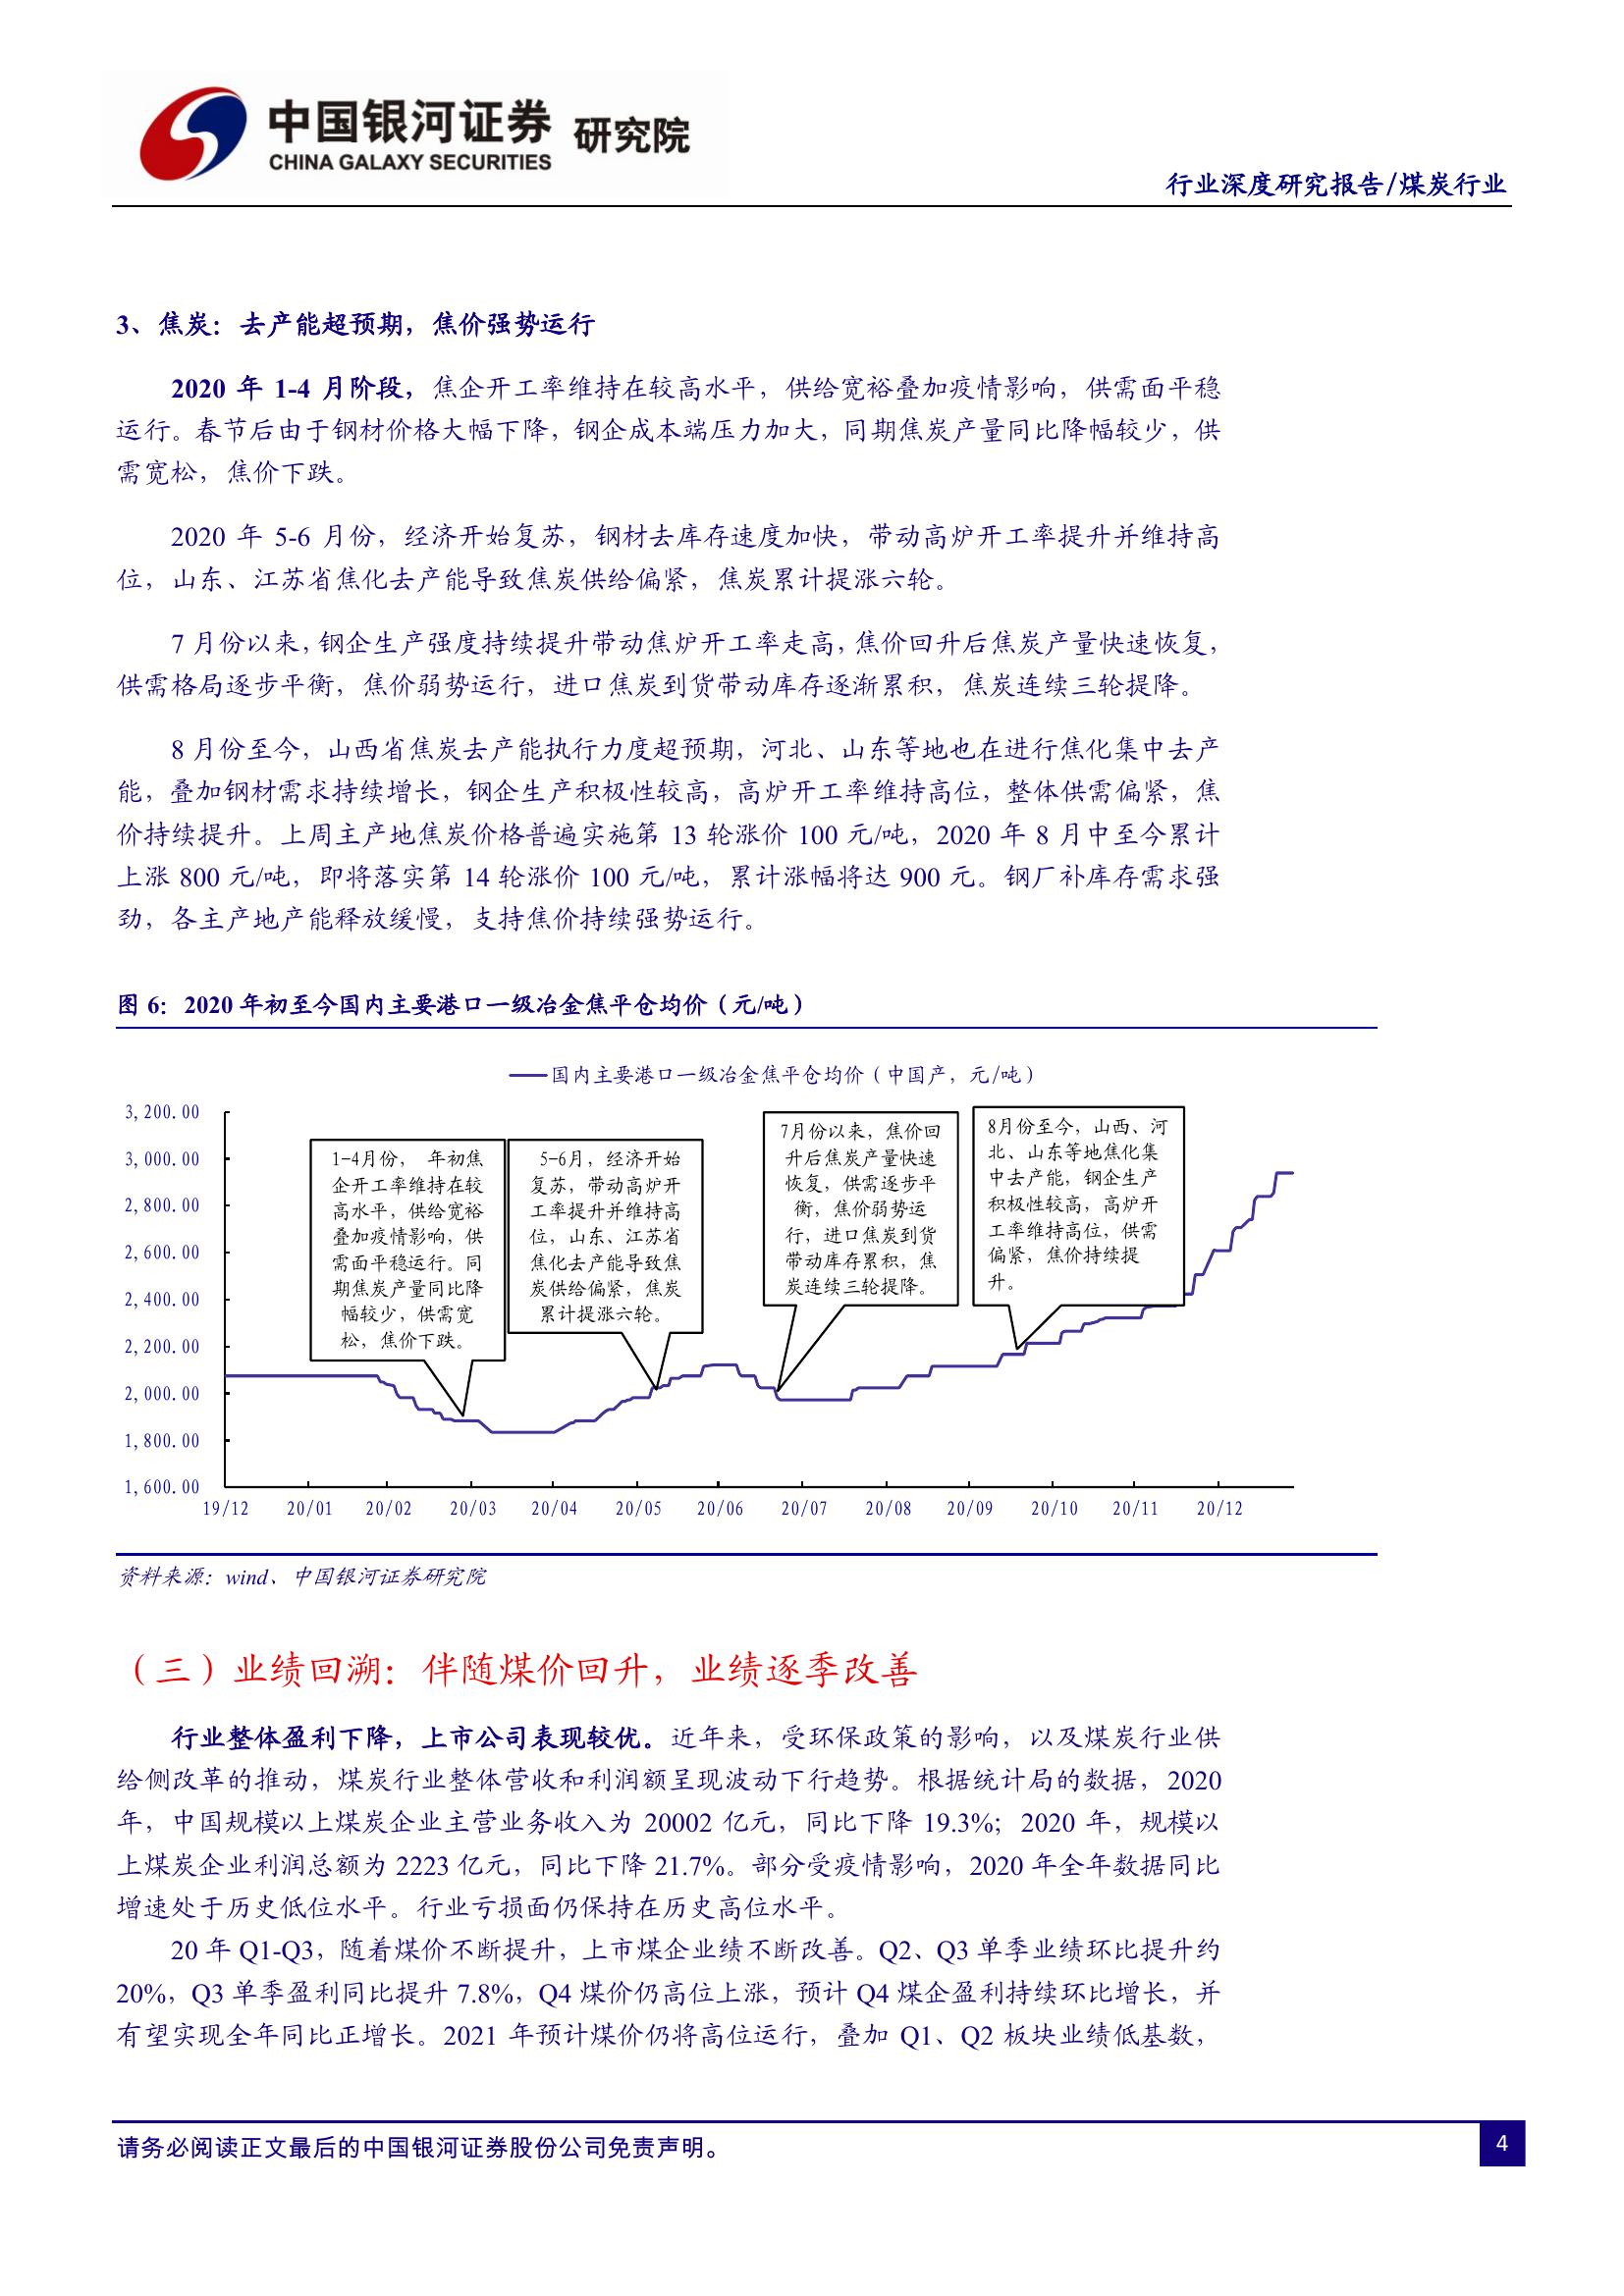 中国银河证券 研究院
CHINA GALAXY SECURITIES
行业深度研究报告/煤炭行业
3、焦炭：去产能超预期，焦价强势运行
2020 年 1-4 月阶段，焦企开工率维持在较高水平，供给宽裕叠加疫情影响，供需面平稳
运行。春节后由于钢材价格大幅下降，钢企成本端压力加大，同期焦炭产量同比降幅较少，供
需宽松，焦价下跌。
2020 年 5-6 月份，经济开始复苏，钢材去库存速度加快，带动高炉开工率提升并维持高
位，山东、江苏省焦化去产能导致焦炭供给偏紧，焦炭累计提涨六轮。
7 月份以来，钢企生产强度持续提升带动焦炉开工率走高，焦价回升后焦炭产量快速恢复，
供需格局逐步平衡，焦价弱势运行，进口焦炭到货带动库存逐渐累积，焦炭连续三轮提降。
8 月份至今，山西省焦炭去产能执行力度超预期，河北、山东等地也在进行焦化集中去产
能，叠加钢材需求持续增长，钢企生产积极性较高，高炉开工率维持高位，整体供需偏紧，焦
价持续提升。上周主产地焦炭价格普遍实施第 13 轮涨价 100 元/吨，2020 年 8 月中至今累计
上涨 800 元/吨，即将落实第 14 轮涨价 100 元/吨，累计涨幅将达 900 元。钢厂补库存需求强
劲，各主产地产能释放缓慢，支持焦价持续强势运行。
图 6：2020 年初至今国内主要港口一级冶金焦平仓均价（元/吨）
国内主要港口一级冶金焦平仓均价（中国产，元/吨）
3,200.00
3,000.00
2,800.00
2,600.00
2,400.00
2,200.00
2,000.00
1,800.00
1,600.00
1-4月份， 年初焦
企开工率维持在较
高水平，供给宽裕
叠加疫情影响，供
需面平稳运行。同
期焦炭产量同比降
幅较少，供需宽
松，焦价下跌。
5-6月，经济开始
复苏，带动高炉开
工率提升并维持高
位，山东、江苏省
焦化去产能导致焦
炭供给偏紧，焦炭
累计提涨六轮。
7月份以来，焦价回
升后焦炭产量快速
恢复，供需逐步平
衡，焦价弱势运
行，进口焦炭到货
带动库存累积，焦
炭连续三轮提降。
8月份至今，山西、河
北、山东等地焦化集
中去产能，钢企生产
积极性较高，高炉开
工率维持高位，供需
偏紧，焦价持续提
升。
19/12 20/01 20/02 20/03 20/04 20/05 20/06 20/07 20/08 20/09 20/10 20/11 20/12
资料来源：wind、中国银河证券研究院
（三）业绩回溯：伴随煤价回升，业绩逐季改善
行业整体盈利下降，上市公司表现较优。近年来，受环保政策的影响，以及煤炭行业供
给侧改革的推动，煤炭行业整体营收和利润额呈现波动下行趋势。根据统计局的数据，2020
年，中国规模以上煤炭企业主营业务收入为 20002 亿元，同比下降 19.3%；2020 年，规模以
上煤炭企业利润总额为 2223 亿元，同比下降 21.7%。部分受疫情影响，2020 年全年数据同比
增速处于历史低位水平。行业亏损面仍保持在历史高位水平。
20 年 Q1-Q3，随着煤价不断提升，上市煤企业绩不断改善。Q2、Q3 单季业绩环比提升约
20%，Q3 单季盈利同比提升 7.8%，Q4 煤价仍高位上涨，预计 Q4 煤企盈利持续环比增长，并
有望实现全年同比正增长。2021 年预计煤价仍将高位运行，叠加 Q1、Q2 板块业绩低基数，
请务必阅读正文最后的中国银河证券股份公司免责声明。
4